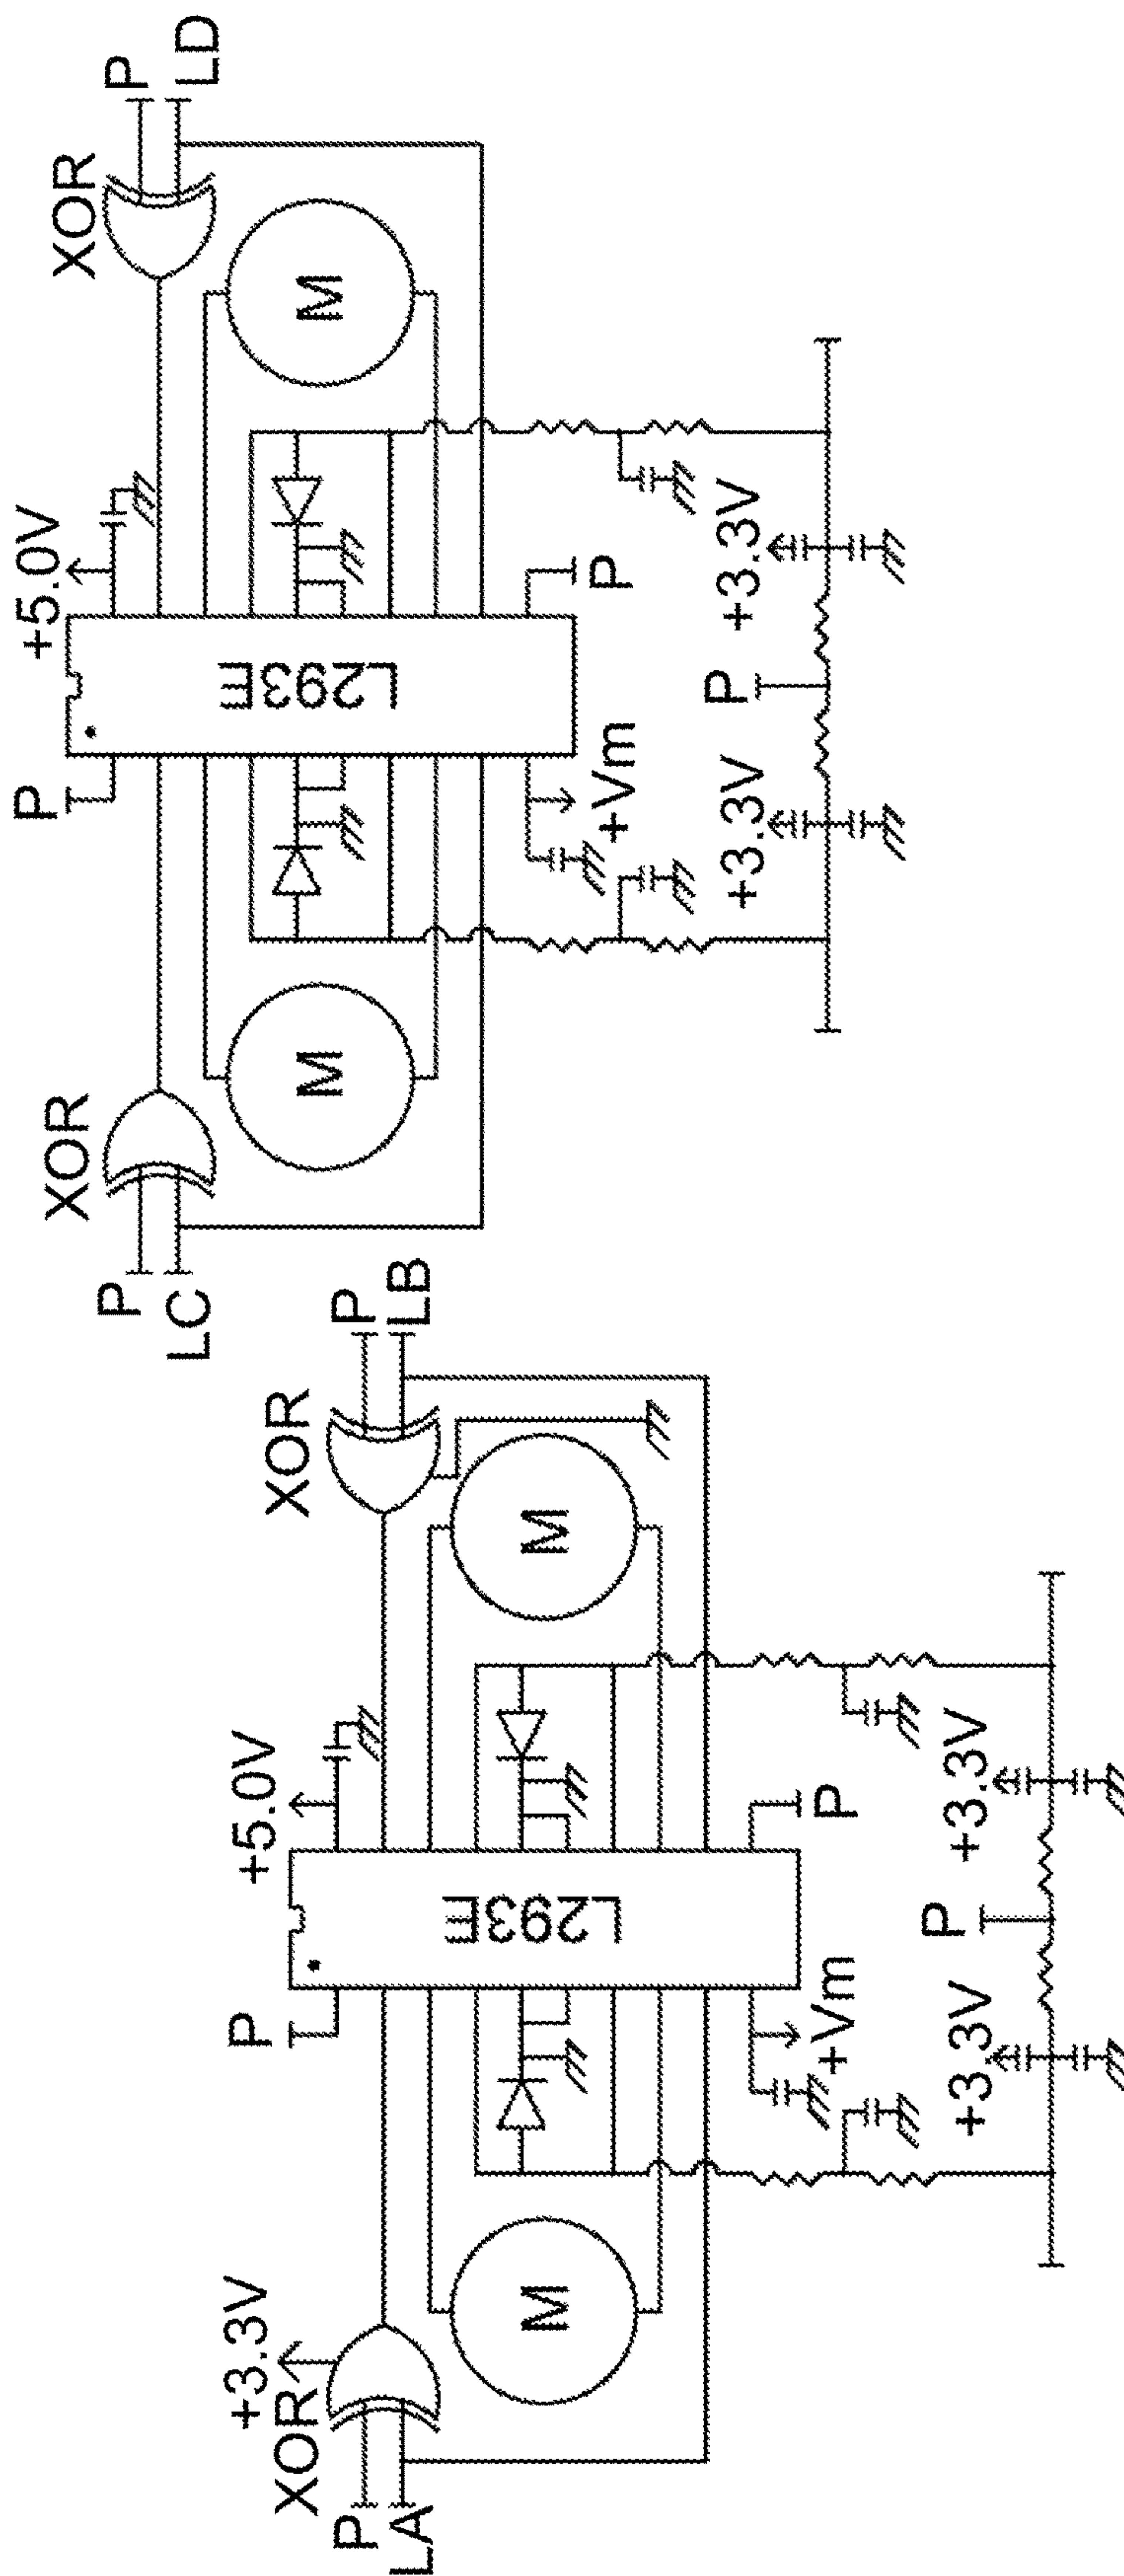 XOR
P
LA
+3.3V
M
P
+5.0V
L293E
+Vm
P
XOR
P
LB
M
+3.3V
P
+3.3V
XOR
P
LC
M
P
+5.0V
L293E
+Vm
P
XOR
P
LD
M
+3.3V
P
+3.3V